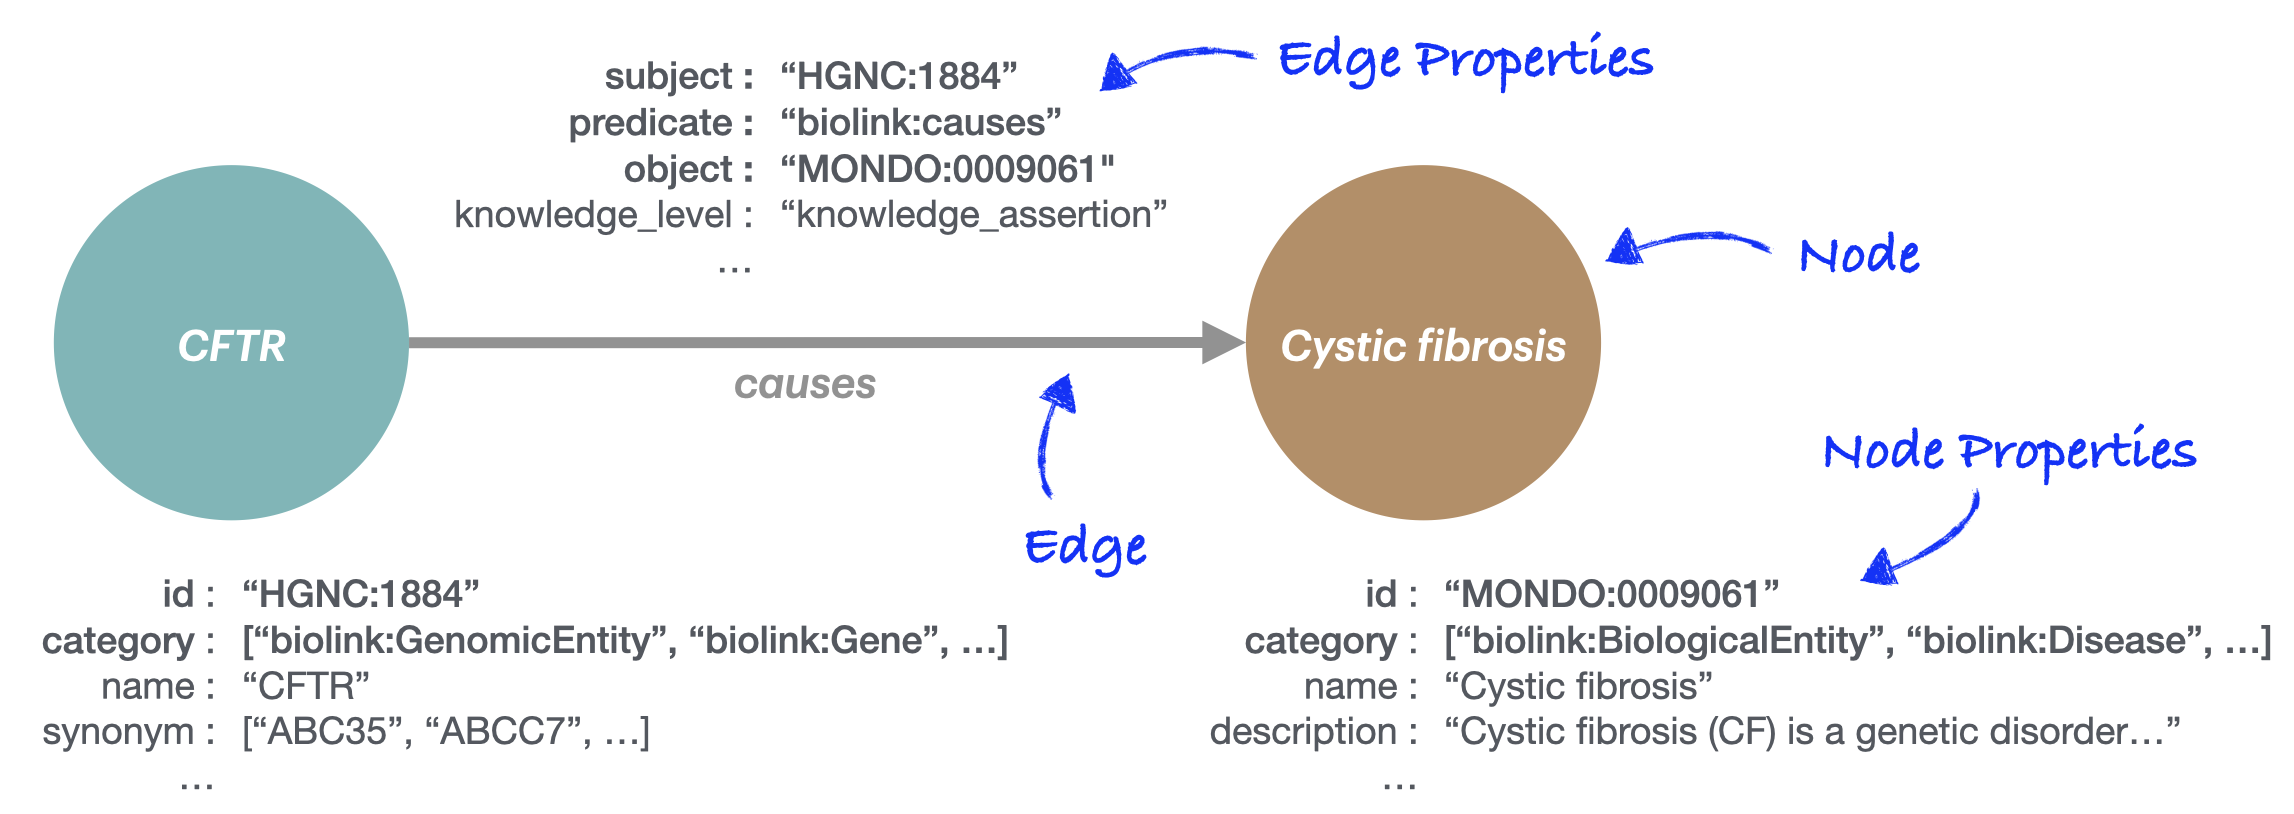 subject : “HGNC:1884”
predicate : “biolink:causes”
object : “MONDO:0009061"
knowledge_level : “knowledge_assertion”
…
Edge Properties
CFTR
causes
Cystic fibrosis
Node
Edge
Node Properties
id : “HGNC:1884”
category : [“biolink:GenomicEntity”, “biolink:Gene”, …]
name : “CFTR”
synonym : [“ABC35”, “ABCC7”, …]
…
id : “MONDO:0009061”
category : [“biolink:BiologicalEntity”, “biolink:Disease”, …]
name : “Cystic fibrosis”
description : “Cystic fibrosis (CF) is a genetic disorder…”
…